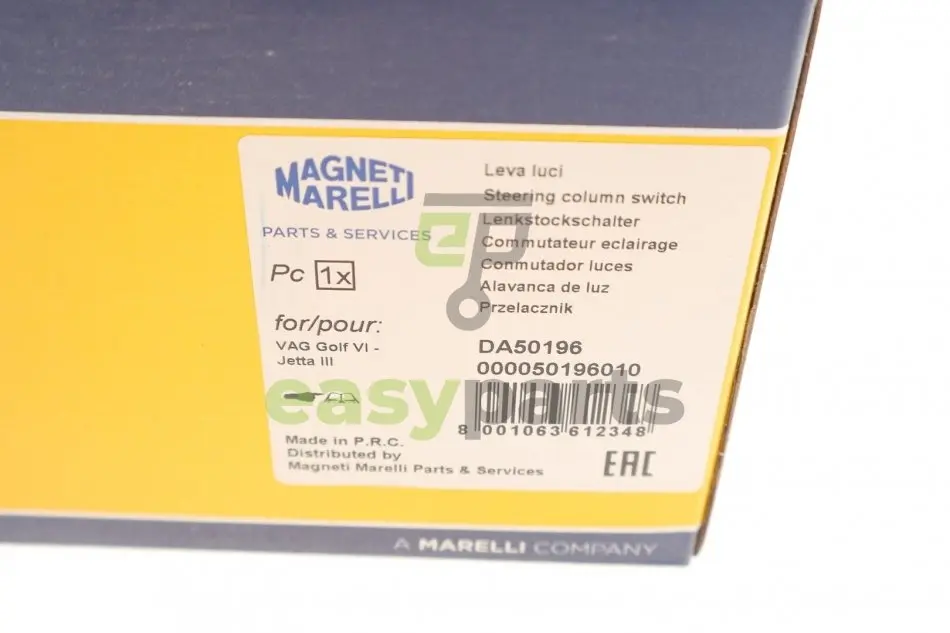 MAGNETI
MARELLI
PARTS & SERVICES
Pc 1x
for/pour:
VAG Golf VI -
Jetta III
Leva luci
Steering column switch
Lenkstockschalter
Commutateur eclairage
Conmutador luces
Alavanca de luz
Przelacznik
DA50196
000050196010
8 001063 612348
ep
easyparts
Made in P.R.C.
Distributed by
Magneti Marelli Parts & Services
EAC
A MARELLI COMPANY